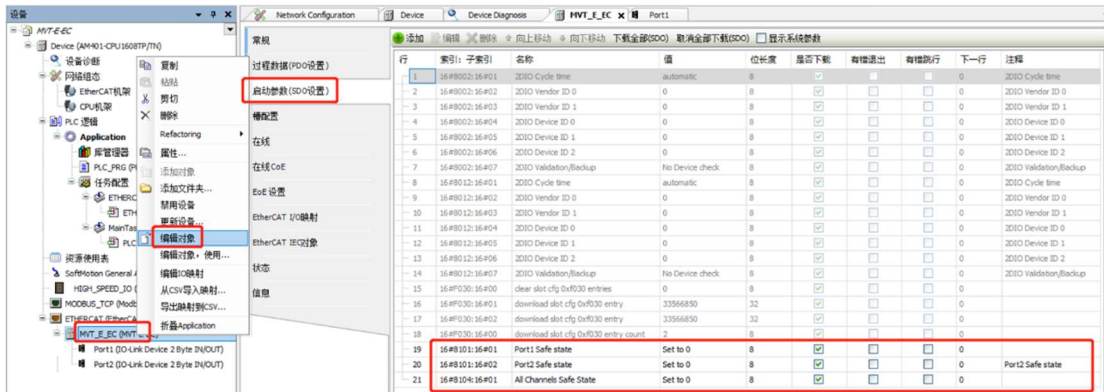 设备
MVT-E-EC
Device (AM401-CPU1608TP/TN)
设备诊断
网络组态
EtherCAT机架
CPU机架
PLC 逻辑
Application
库管理器
PLC_PRG
任务配置
ETHERC
ETH
MainTas
PLC
资源使用表
SoftMotion General
HIGH_SPEED_IO
MODBUS_TCP
ETHERCAT
MVT_E_EC
Port1 (IO-Link Device 2 Byte IN/OUT)
Port2 (IO-Link Device 2 Byte IN/OUT)
复制
粘贴
剪切
删除
Refactoring
属性...
添加对象
添加文件夹...
禁用设备
更新设备...
编辑对象
编辑对象,使用...
编辑IO映射
从CSV导入映射...
导出映射到CSV...
折叠Application
Network Configuration Device Device Diagnosis MVT_E_EC Port1
常规
过程数据(PDO设置)
启动参数(SDO设置)
槽配置
在线
在线CoE
EoE 设置
EtherCAT I/O映射
EtherCAT IEC对象
状态
信息
添加 编辑 删除 向上移动 向下移动 下载全部(SDO) 取消全部下载(SDO) 显示系统参数
行 索引: 子索引 名称 值 位长度 是否下载 有错退出 有错跳行 下一行 注释
1 16#8002:16#01 2DIO Cycle time automatic 8 0 2DIO Cycle time
2 16#8002:16#02 2DIO Vendor ID 0 0 8 0 2DIO Vendor ID 0
3 16#8002:16#03 2DIO Vendor ID 1 0 8 0 2DIO Vendor ID 1
4 16#8002:16#04 2DIO Device ID 0 0 8 0 2DIO Device ID 0
5 16#8002:16#05 2DIO Device ID 1 0 8 0 2DIO Device ID 1
6 16#8002:16#06 2DIO Device ID 2 0 8 0 2DIO Device ID 2
7 16#8002:16#07 2DIO Validation/Backup No Device check 8 0 2DIO Validation/Backup
8 16#8012:16#01 2DIO Cycle time automatic 8 0 2DIO Cycle time
9 16#8012:16#02 2DIO Vendor ID 0 0 8 0 2DIO Vendor ID 0
10 16#8012:16#03 2DIO Vendor ID 1 0 8 0 2DIO Vendor ID 1
11 16#8012:16#04 2DIO Device ID 0 0 8 0 2DIO Device ID 0
12 16#8012:16#05 2DIO Device ID 1 0 8 0 2DIO Device ID 1
13 16#8012:16#06 2DIO Device ID 2 0 8 0 2DIO Device ID 2
14 16#8012:16#07 2DIO Validation/Backup No Device check 8 0 2DIO Validation/Backup
15 16#F030:16#00 clear slot cfg 0xf030 entries 0 8 0
16 16#F030:16#01 download slot cfg 0xf030 entry 33566850 32 0
17 16#F030:16#02 download slot cfg 0xf030 entry 33566850 32 0
18 16#F030:16#00 download slot cfg 0xf030 entry count 2 8 0
19 16#8101:16#01 Port1 Safe state Set to 0 8 0
20 16#8101:16#02 Port2 Safe state Set to 0 8 0 Port2 Safe state
21 16#8104:16#01 All Channels Safe State Set to 0 8 0